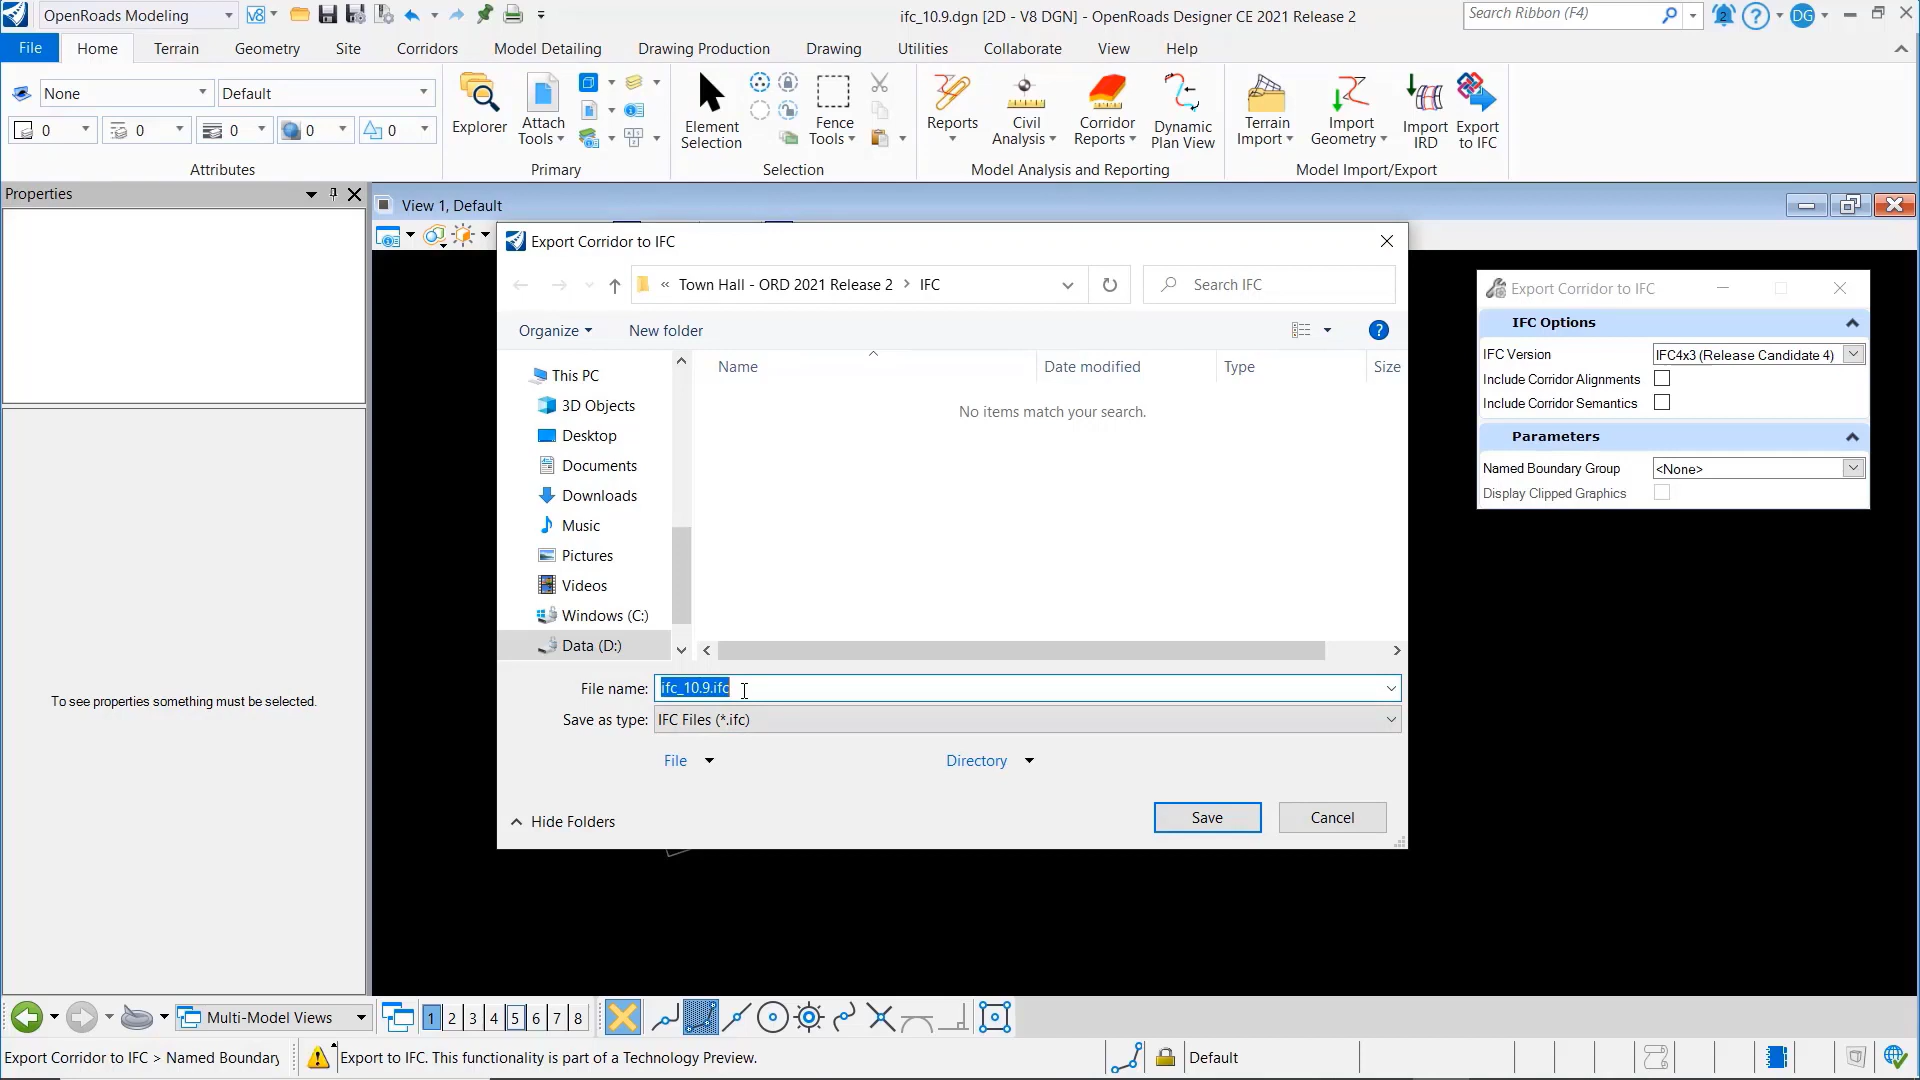 OpenRoads Modeling
ifc_10.9.dgn [2D - V8 DGN] - OpenRoads Designer CE 2021 Release 2
Search Ribbon (F4)
2
DG
File
Home
Terrain
Geometry
Site
Corridors
Model Detailing
Drawing Production
Drawing
Utilities
Collaborate
View
Help
None
Default
0
0
0
0
0
Attributes
Explorer
Attach
Tools
Primary
Element
Selection
Fence
Tools
Selection
Reports
Civil
Analysis
Corridor
Reports
Dynamic
Plan View
Model Analysis and Reporting
Terrain
Import
Import
Geometry
Import
IRD
Export
to IFC
Model Import/Export
Properties
To see properties something must be selected.
View 1, Default
Export Corridor to IFC
« Town Hall - ORD 2021 Release 2 > IFC
Search IFC
Organize
New folder
This PC
3D Objects
Desktop
Documents
Downloads
Music
Pictures
Videos
Windows (C:)
Data (D:)
Name
Date modified
Type
Size
No items match your search.
File name:
ifc_10.9.ifc
Save as type:
IFC Files (*.ifc)
File
Directory
Hide Folders
Save
Cancel
Export Corridor to IFC
IFC Options
IFC Version
IFC4x3 (Release Candidate 4)
Include Corridor Alignments
Include Corridor Semantics
Parameters
Named Boundary Group
<None>
Display Clipped Graphics
Multi-Model Views
1 2 3 4 5 6 7 8
Export Corridor to IFC > Named Boundary
Export to IFC. This functionality is part of a Technology Preview.
Default